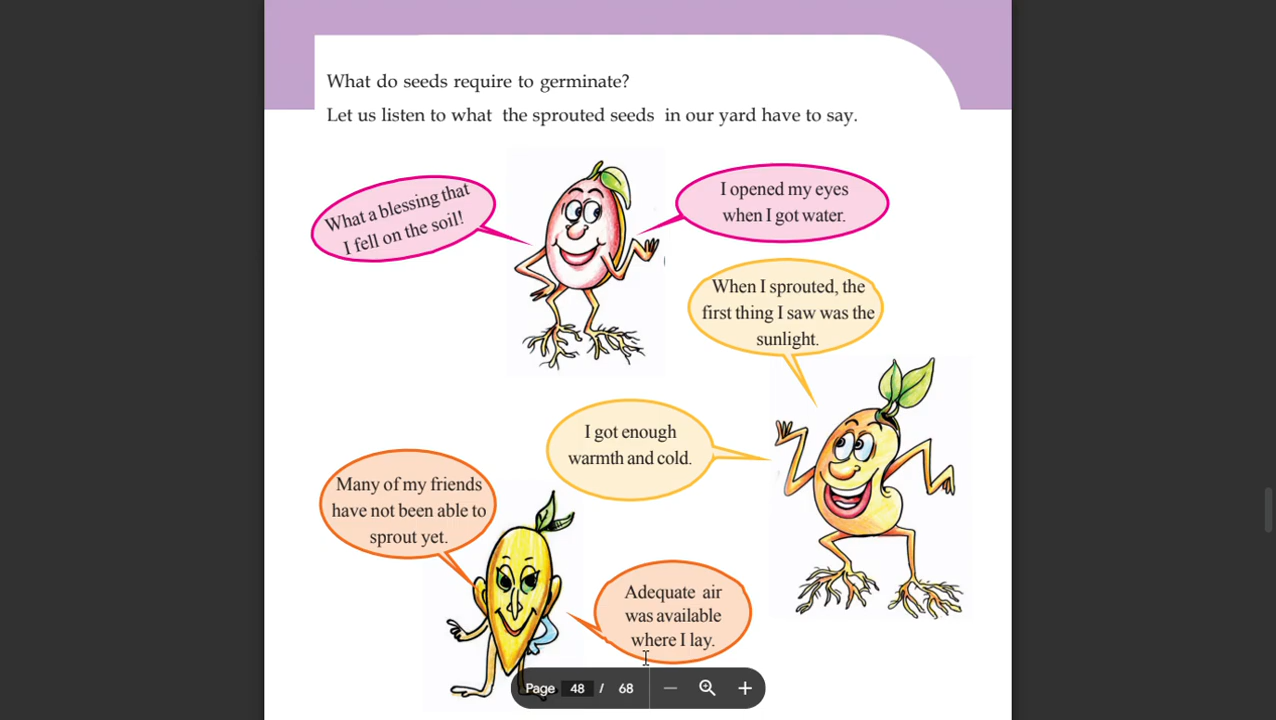 What do seeds require to germinate?
Let us listen to what the sprouted seeds in our yard have to say.
What a blessing that
I fell on the soil!
I opened my eyes
when I got water.
When I sprouted, the
first thing I saw was the
sunlight.
I got enough
warmth and cold.
Many of my friends
have not been able to
sprout yet.
Adequate air
was available
where I lay.
Page 48 / 68